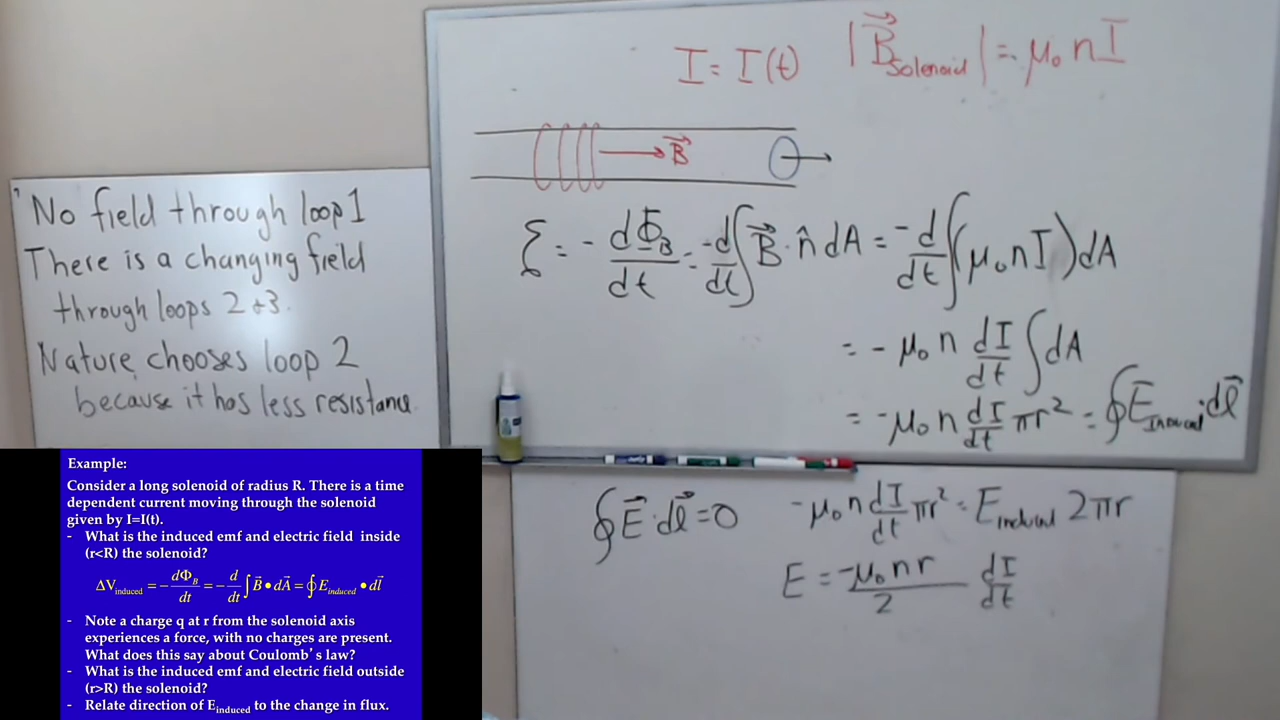 I = I(t) |B⃗_Solenoid| = μ₀ n I
B⃗
ξ = - dΦ_B/dt = -d/dt ∫ B⃗ · n̂ dA = -d/dt ∫ (μ₀ n I) dA
= - μ₀ n dI/dt ∫ dA
= -μ₀ n dI/dt πr² = ∮ E⃗_Induced · dl⃗
No field through loop 1
There is a changing field
through loops 2+3.
Nature chooses loop 2
because it has less resistance.
∮ E⃗ · dl⃗ = 0 -μ₀ n dI/dt πr² = E_induced 2πr
E = -μ₀ n r/2 dI/dt
Example:
Consider a long solenoid of radius R. There is a time
dependent current moving through the solenoid
given by I=I(t).
- What is the induced emf and electric field inside
(r<R) the solenoid?
ΔV_induced = - dΦ_B/dt = - d/dt ∫ B⃗ • dA⃗ = ∮ E⃗_induced • dl⃗
- Note a charge q at r from the solenoid axis
experiences a force, with no charges are present.
What does this say about Coulomb's law?
- What is the induced emf and electric field outside
(r>R) the solenoid?
- Relate direction of E_induced to the change in flux.